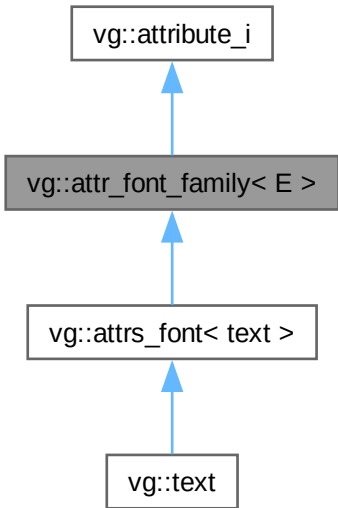 vg::attribute_i
vg::attr_font_family< E >
vg::attrs_font< text >
vg::text